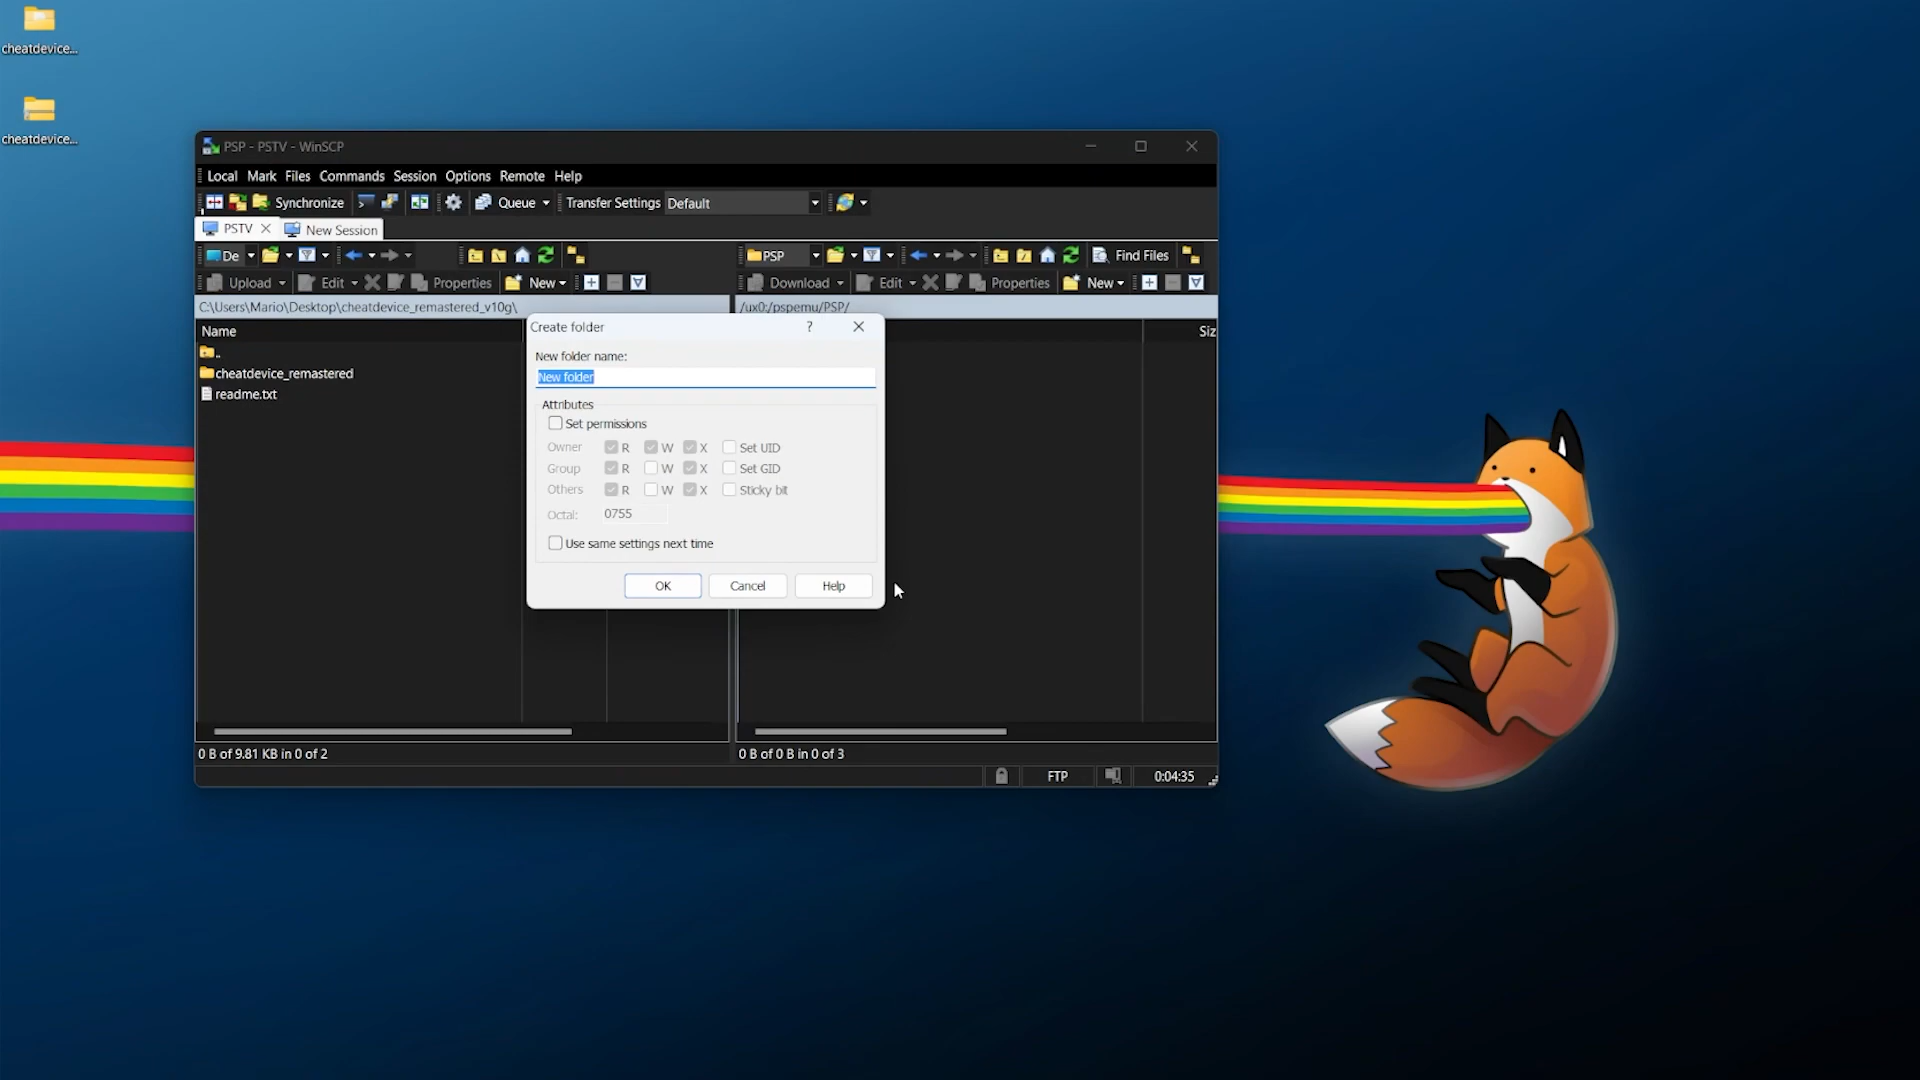 cheatdevice...
cheatdevice...
PSP - PSTV - WinSCP
Local Mark Files Commands Session Options Remote Help
Synchronize Queue Transfer Settings Default
PSTV New Session
De PSP Find Files
Upload Edit Properties New Download Edit Properties New
C:\Users\Mario\Desktop\cheatdevice_remastered_v10g\ /ux0:/pspemu/PSP/
Name Siz
..
cheatdevice_remastered
readme.txt
Create folder ?
New folder name:
New folder
Attributes
Set permissions
Owner R W X Set UID
Group R W X Set GID
Others R W X Sticky bit
Octal: 0755
Use same settings next time
OK Cancel Help
0 B of 9.81 KB in 0 of 2 0 B of 0 B in 0 of 3
FTP 0:04:35